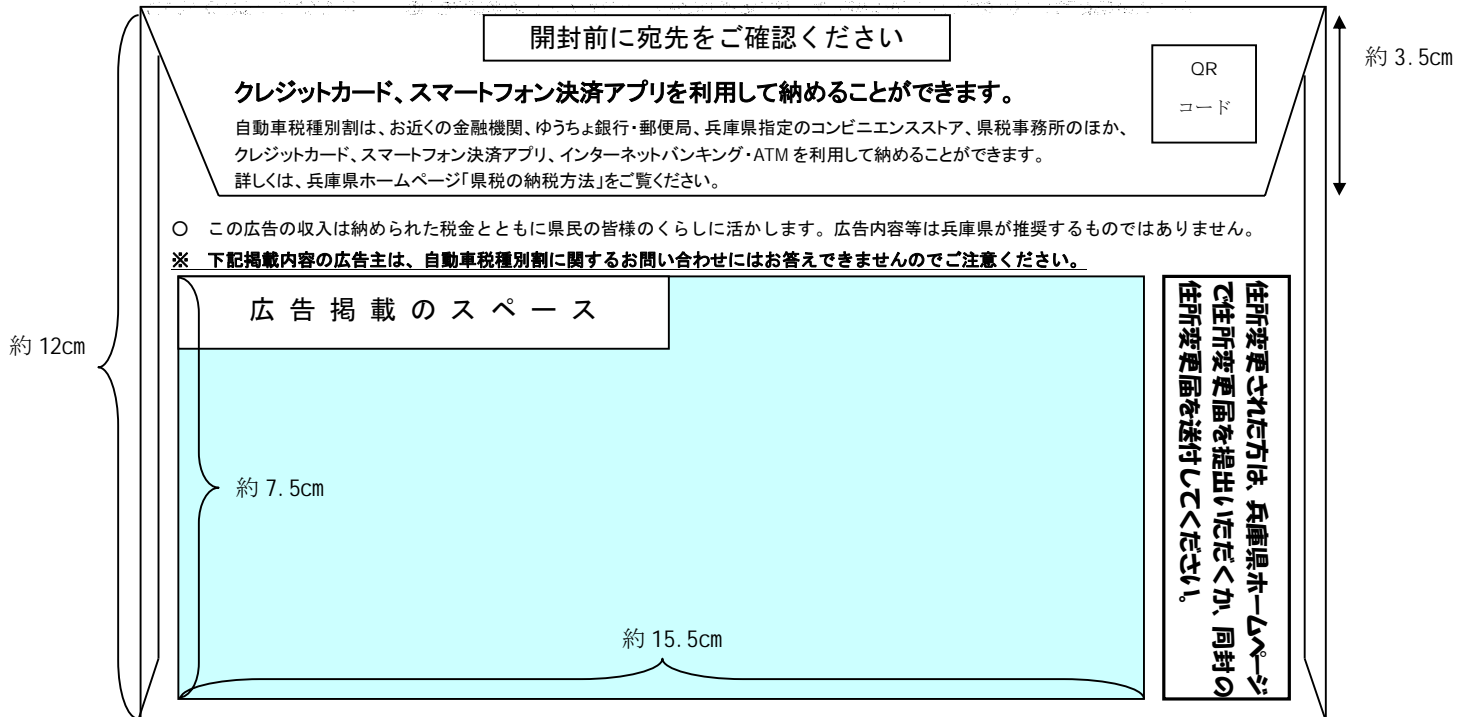 開封前に宛先をご確認ください
約3.5cm
QR
コード
クレジットカード、スマートフォン決済アプリを利用して納めることができます。
自動車税種別割は、お近くの金融機関、ゆうちょ銀行・郵便局、兵庫県指定のコンビニエンスストア、県税事務所のほか、
クレジットカード、スマートフォン決済アプリ、インターネットバンキング・ATMを利用して納めることができます。
詳しくは、兵庫県ホームページ「県税の納税方法」をご覧ください。
○　この広告の収入は納められた税金とともに県民の皆様のくらしに活かします。広告内容等は兵庫県が推奨するものではありません。
※　下記掲載内容の広告主は、自動車税種別割に関するお問い合わせにはお答えできませんのでご注意ください。
広告掲載のスペース
約12cm
約7.5cm
約15.5cm
住所変更された方は、兵庫県ホームページ
で住所変更届を提出いただくか、同封の
住所変更届を送付してください。